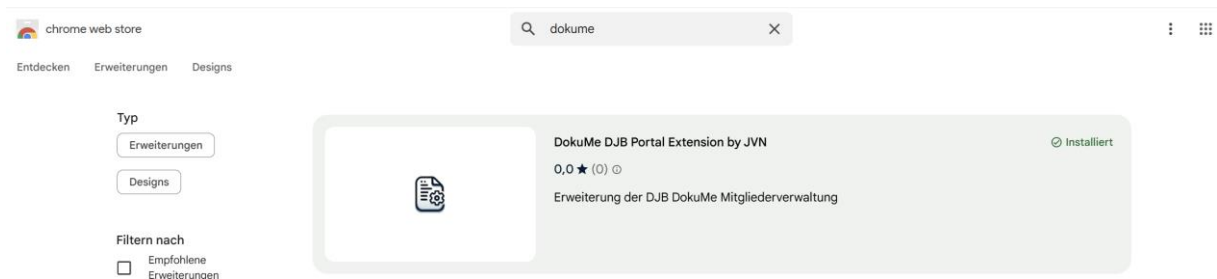 chrome web store
dokume
Entdecken Erweiterungen Designs
Typ
Erweiterungen
Designs
Filtern nach
Empfohlene
Erweiterungen
DokuMe DJB Portal Extension by JVN
Installiert
0,0 ★ (0)
Erweiterung der DJB DokuMe Mitgliederverwaltung